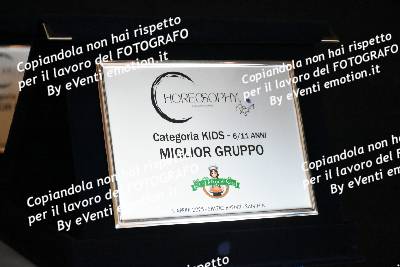 Copiandola non hai rispetto
per il lavoro del FOTOGRAFO
By eVenti emotion.it
Copiandola non hai rispetto
per il lavoro del FOTOGRAFO
By eVenti emotion.it
CHOREOSOPHY
Categoria KIDS - 6/11 ANNI
MIGLIOR GRUPPO
Copiandola non hai rispetto
per il lavoro del FOTOGRAFO
By eVenti emotion.it
Copiandola non hai rispetto
per il lavoro del FOTOGRAFO
By eVenti emotion.it
rispetto